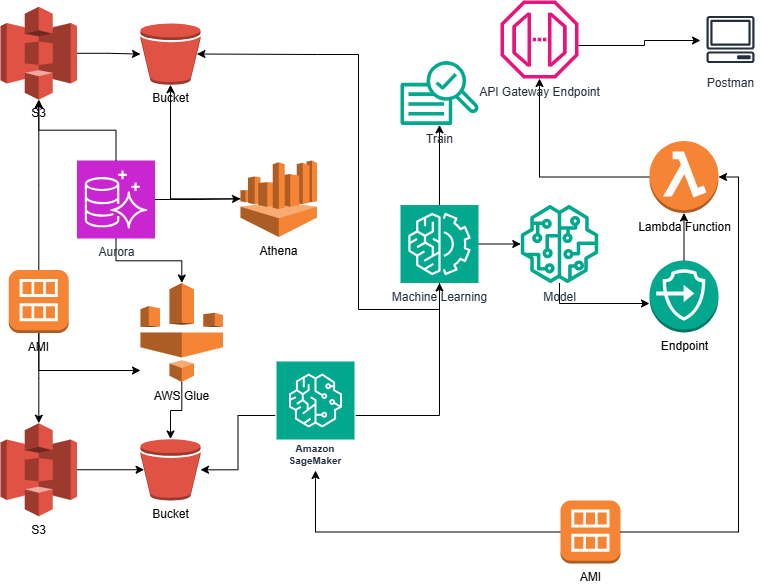 S3
Bucket
API Gateway Endpoint
Postman
Train
Aurora
Athena
Lambda Function
Machine Learning
Model
AMI
Endpoint
AWS Glue
Amazon
SageMaker
S3
Bucket
AMI